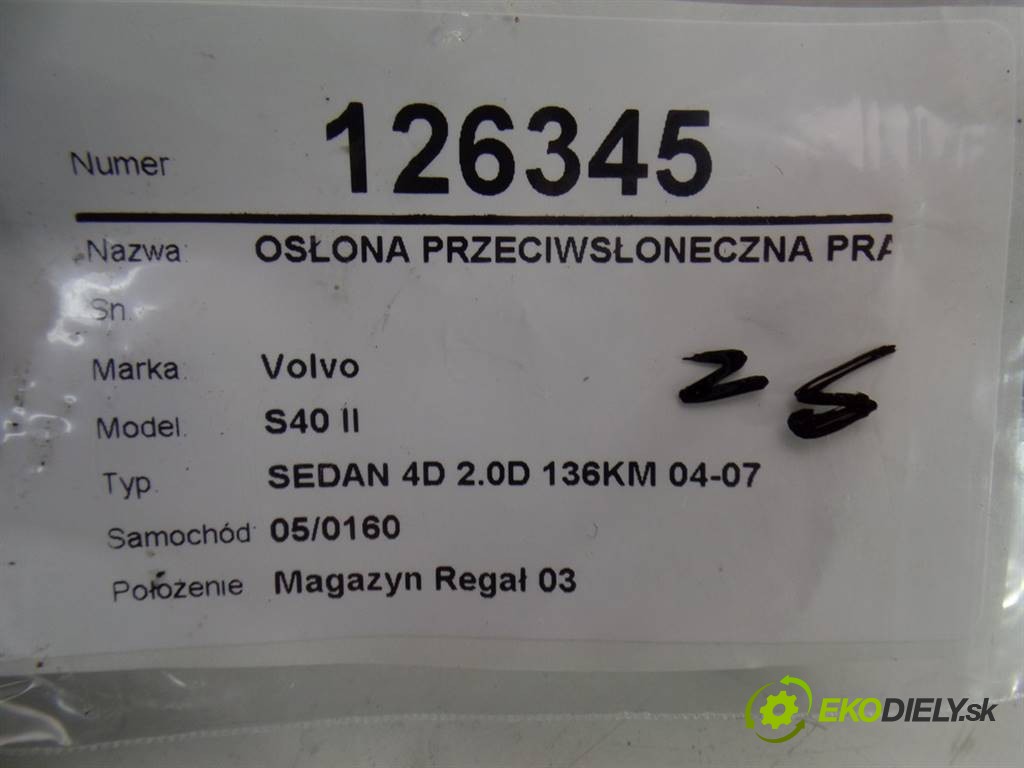 Numer 126345
Nazwa: OSŁONA PRZECIWSŁONECZNA PRA
Sn.
Marka: Volvo
Model: S40 II
Typ: SEDAN 4D 2.0D 136KM 04-07
Samochód: 05/0160
Położenie Magazyn Regał 03
25
EKODIELY.sk